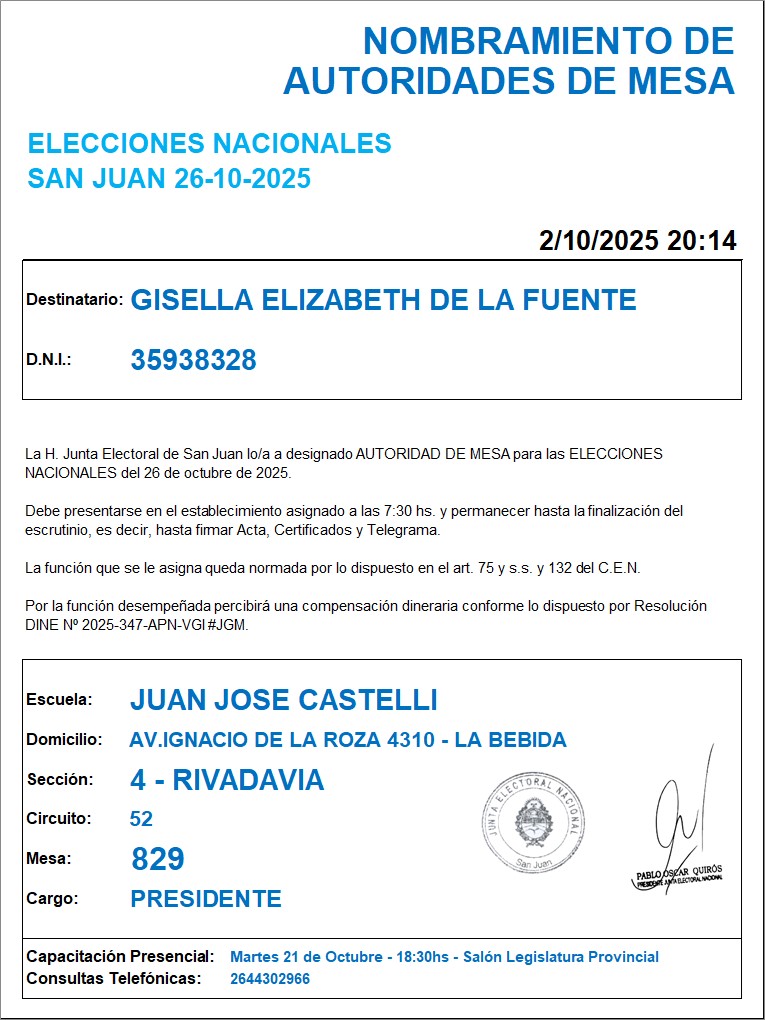 NOMBRAMIENTO DE
AUTORIDADES DE MESA
ELECCIONES NACIONALES
SAN JUAN 26-10-2025
2/10/2025 20:14
Destinatario: GISELLA ELIZABETH DE LA FUENTE
D.N.I.: 35938328
La H. Junta Electoral de San Juan lo/a a designado AUTORIDAD DE MESA para las ELECCIONES
NACIONALES del 26 de octubre de 2025.
Debe presentarse en el establecimiento asignado a las 7:30 hs. y permanecer hasta la finalización del
escrutinio, es decir, hasta firmar Acta, Certificados y Telegrama.
La función que se le asigna queda normada por lo dispuesto en el art. 75 y s.s. y 132 del C.E.N.
Por la función desempeñada percibirá una compensación dineraria conforme lo dispuesto por Resolución
DINE Nº 2025-347-APN-VGI#JGM.
Escuela: JUAN JOSE CASTELLI
Domicilio: AV.IGNACIO DE LA ROZA 4310 - LA BEBIDA
Sección: 4 - RIVADAVIA
Circuito: 52
Mesa: 829
Cargo: PRESIDENTE
JUNTA ELECTORAL NACIONAL
San Juan
PABLO OSCAR QUIRÓS
PRESIDENTE JUNTA ELECTORAL NACIONAL
Capacitación Presencial: Martes 21 de Octubre - 18:30hs - Salón Legislatura Provincial
Consultas Telefónicas: 2644302966